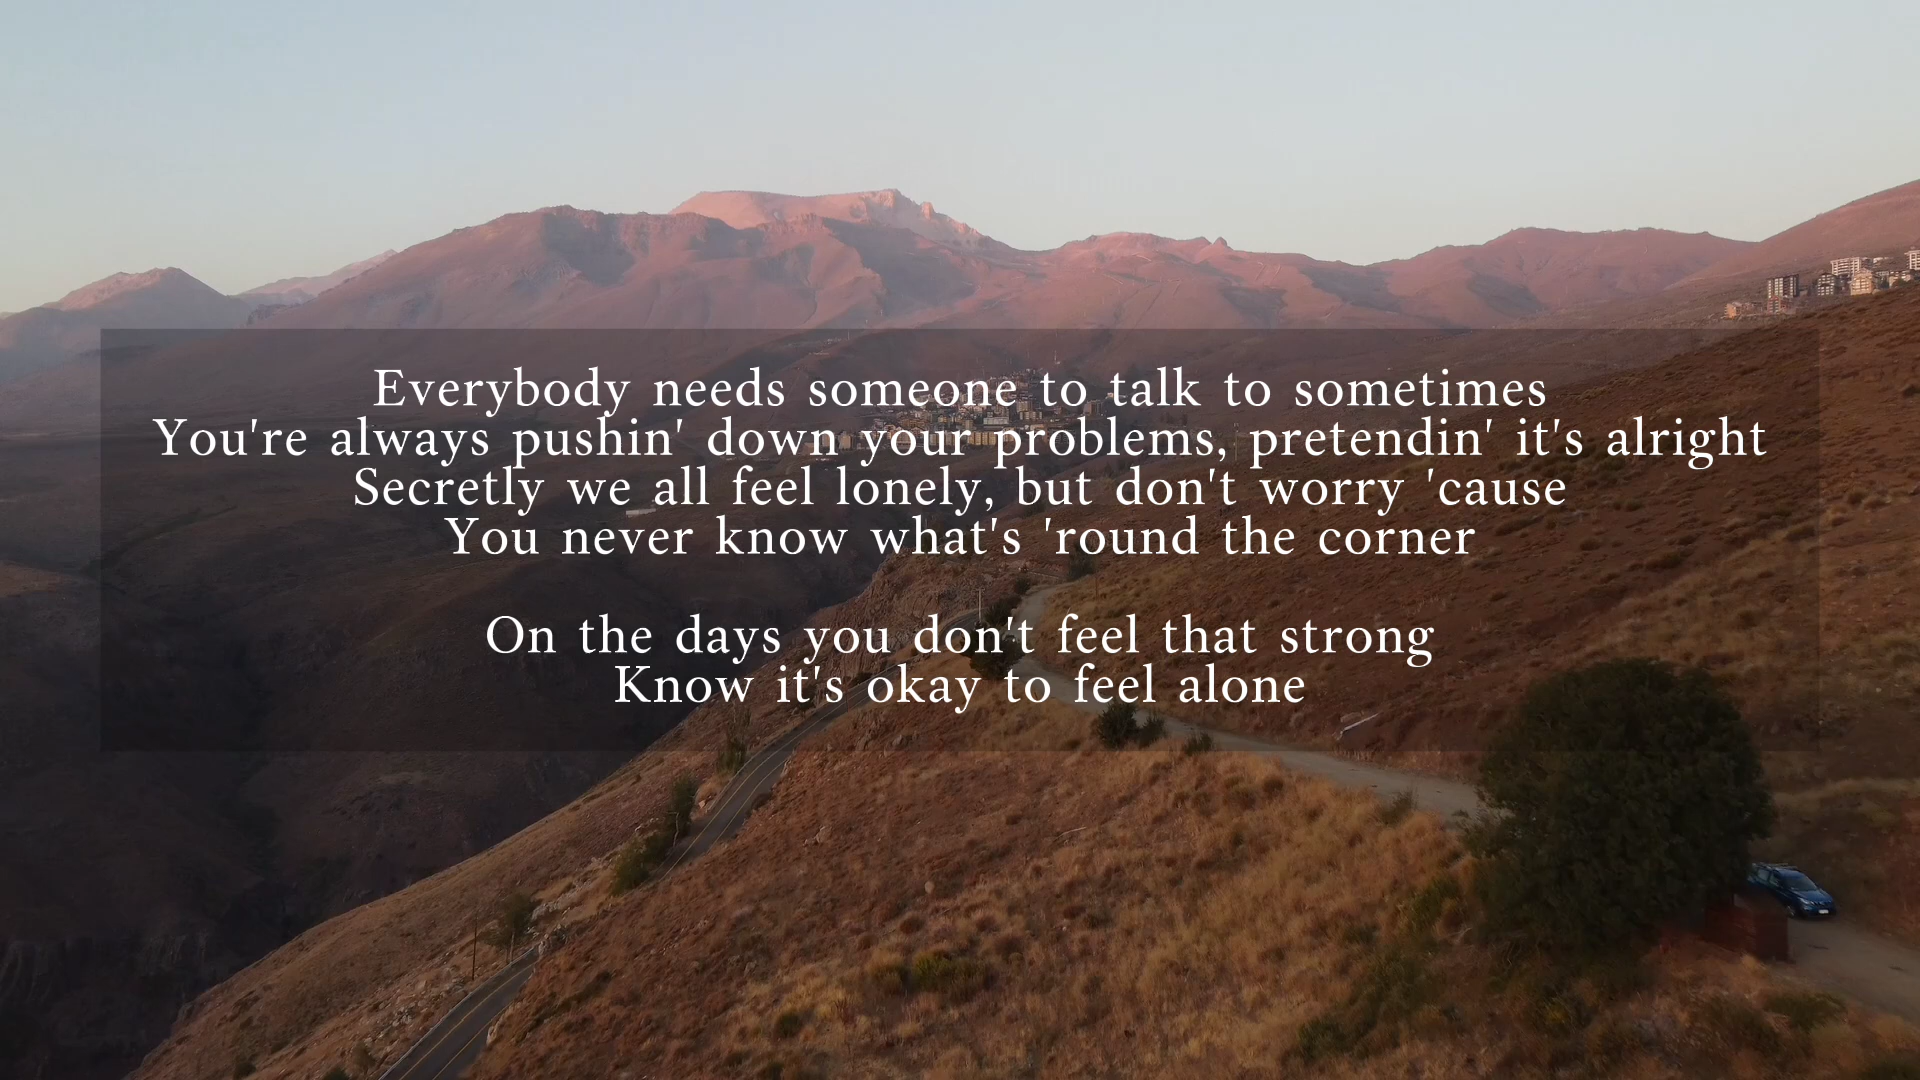 Everybody needs someone to talk to sometimes
You're always pushin' down your problems, pretendin' it's alright
Secretly we all feel lonely, but don't worry 'cause
You never know what's 'round the corner
On the days you don't feel that strong
Know it's okay to feel alone